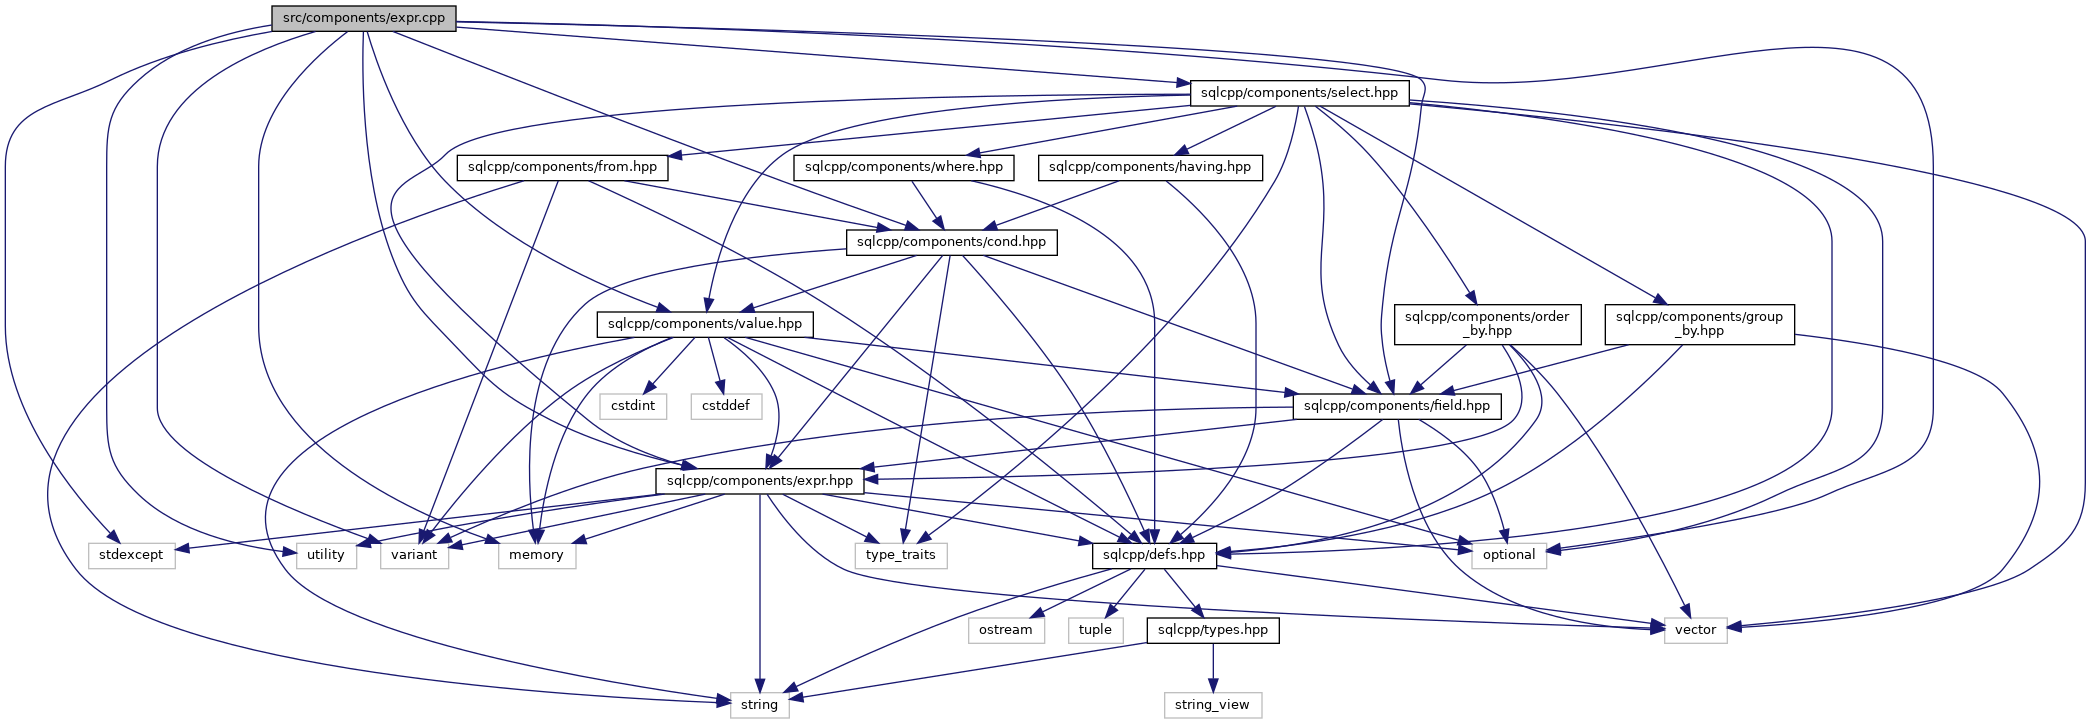 src/components/expr.cpp
sqlcpp/components/select.hpp
sqlcpp/components/from.hpp
sqlcpp/components/where.hpp
sqlcpp/components/having.hpp
sqlcpp/components/cond.hpp
sqlcpp/components/value.hpp
sqlcpp/components/order
_by.hpp
sqlcpp/components/group
_by.hpp
cstdint
cstddef
sqlcpp/components/field.hpp
sqlcpp/components/expr.hpp
stdexcept
utility
variant
memory
type_traits
sqlcpp/defs.hpp
optional
ostream
tuple
sqlcpp/types.hpp
vector
string
string_view